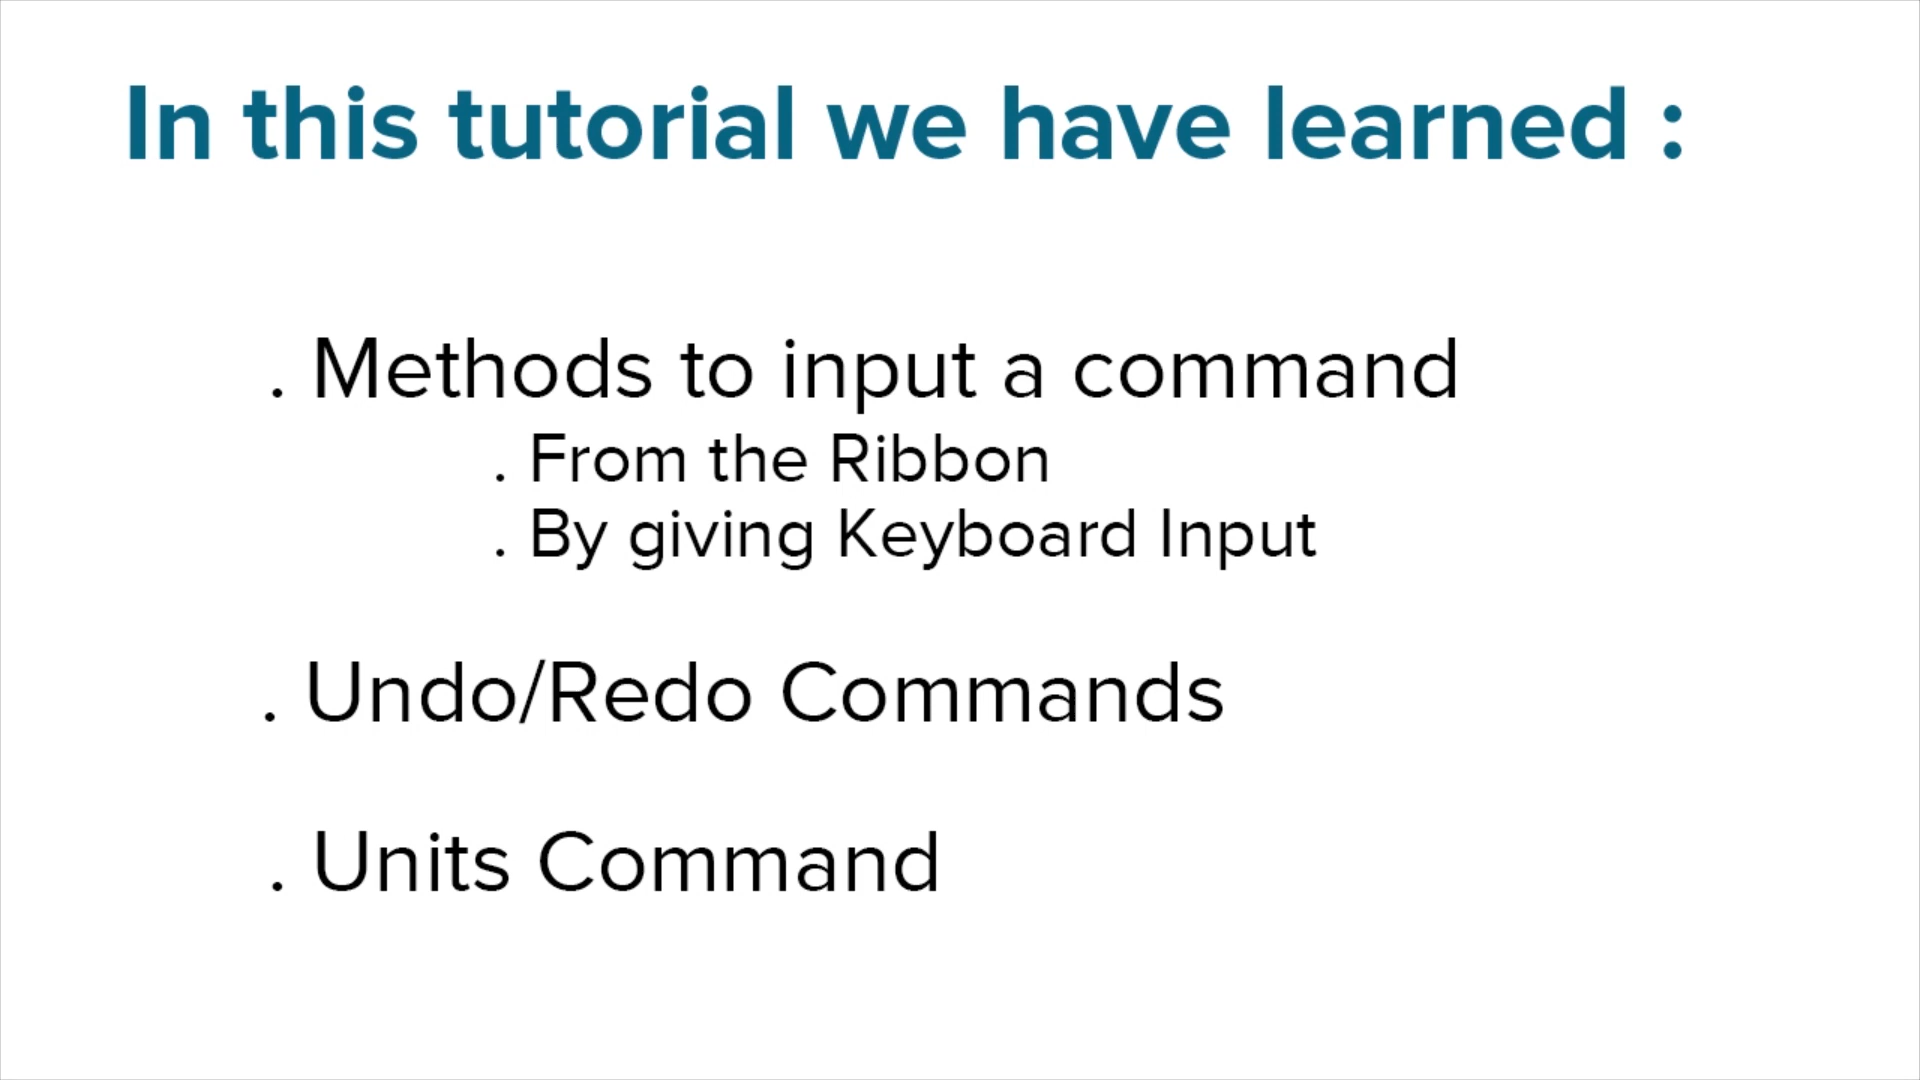 In this tutorial we have learned :
. Methods to input a command
. From the Ribbon
. By giving Keyboard Input
. Undo/Redo Commands
. Units Command